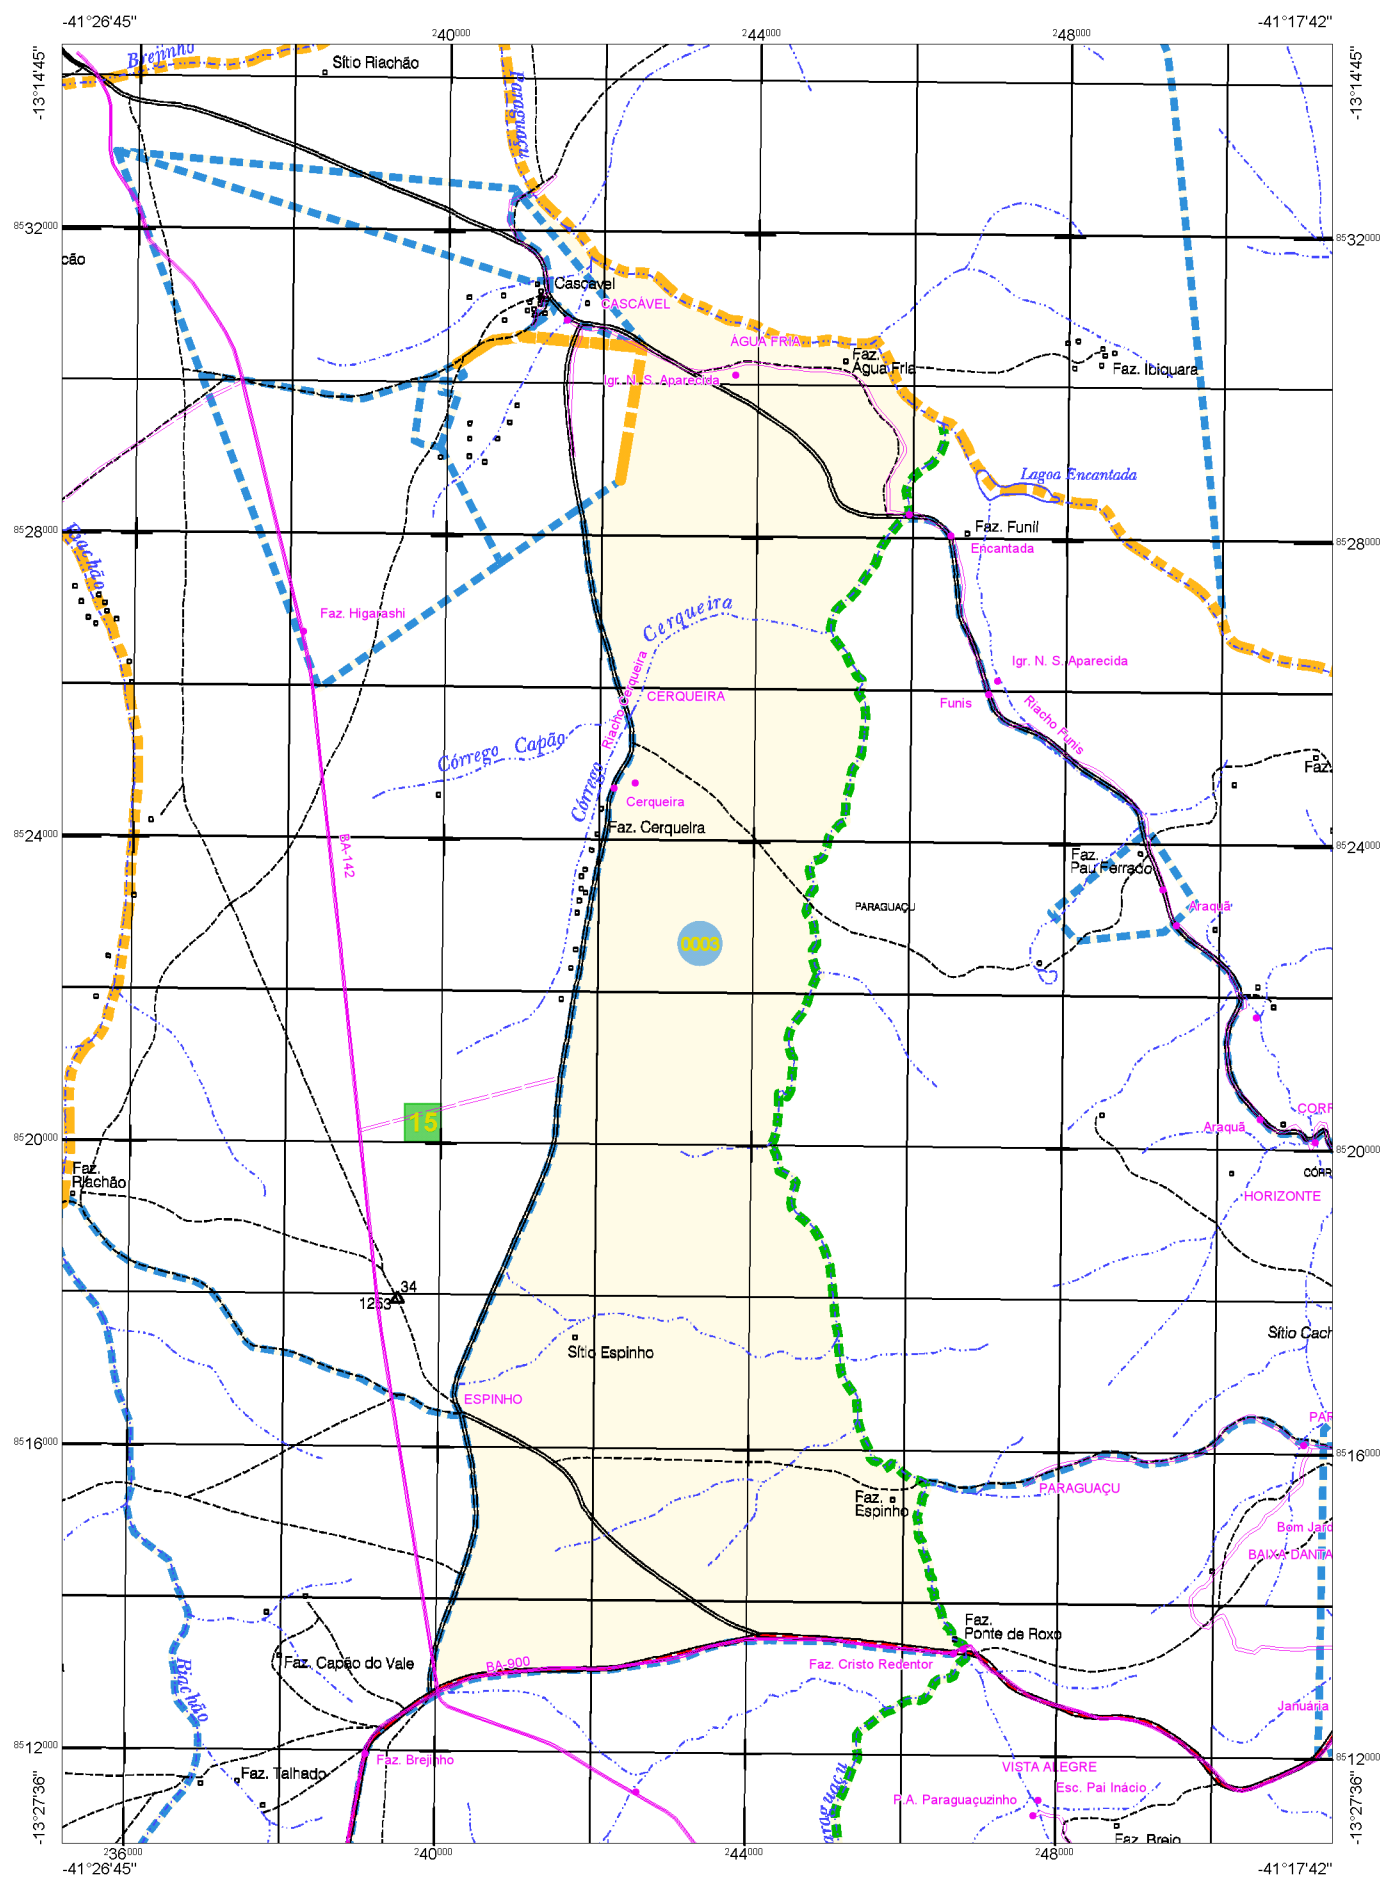 -41°26'45"
240000
244000
248000
-41°17'42"
-13°14'45"
-13°14'45"
Brejinho
Sítio Riachão
Paraguaçu
8532000
8532000
cão
Cascavel
CASCAVEL
ÁGUA FRIA
Faz.
Água Fria
Faz. Ibiquara
Igr. N. S. Aparecida
Lagoa Encantada
8528000
Faz. Funil
8528000
Encantada
Riachão
Faz. Higarashi
Cerqueira
Igr. N. S. Aparecida
Riacho Cerqueira
CERQUEIRA
Funis
Riacho Funis
Córrego Capão
Córrego
Faz.
Cerqueira
8524000
Faz. Cerqueira
8524000
BA-142
Faz.
Pau Ferrado
PARAGUAÇU
Araquã
0003
15
CORR
Araquã
8520000
8520000
Faz.
Riachão
CÓRR
HORIZONTE
34
1263
Sítio Espinho
Sítio Cach
ESPINHO
PAR
8516000
8516000
PARAGUAÇU
Faz.
Espinho
Bom Jard
BAIXA DANTA
Faz.
Ponte de Roxo
Faz. Capão do Vale
BA-900
Faz. Cristo Redentor
Riachão
Januária
8512000
8512000
Faz. Brejinho
Faz. Talhado
VISTA ALEGRE
Esc. Pai Inácio
P.A. Paraguaçuzinho
araguaçu
Faz. Brejo
-13°27'36"
-13°27'36"
236000
240000
244000
248000
-41°26'45"
-41°17'42"